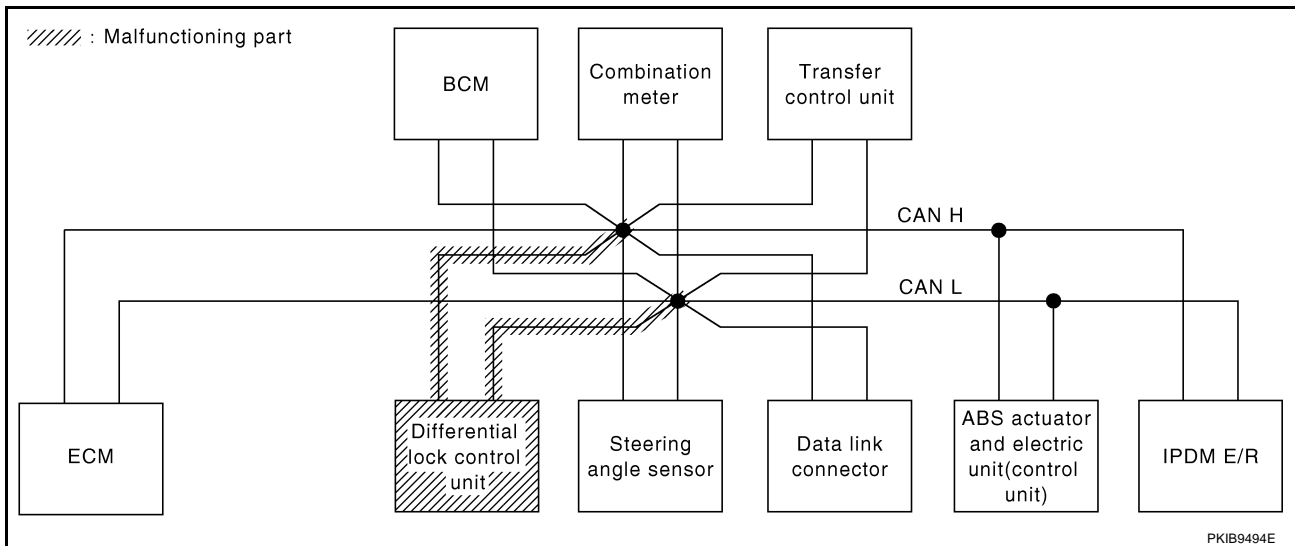 : Malfunctioning part
BCM
Combination
meter
Transfer
control unit
CAN H
CAN L
ECM
Differential
lock control
unit
Steering
angle sensor
Data link
connector
ABS actuator
and electric
unit(control
unit)
IPDM E/R
PKIB9494E